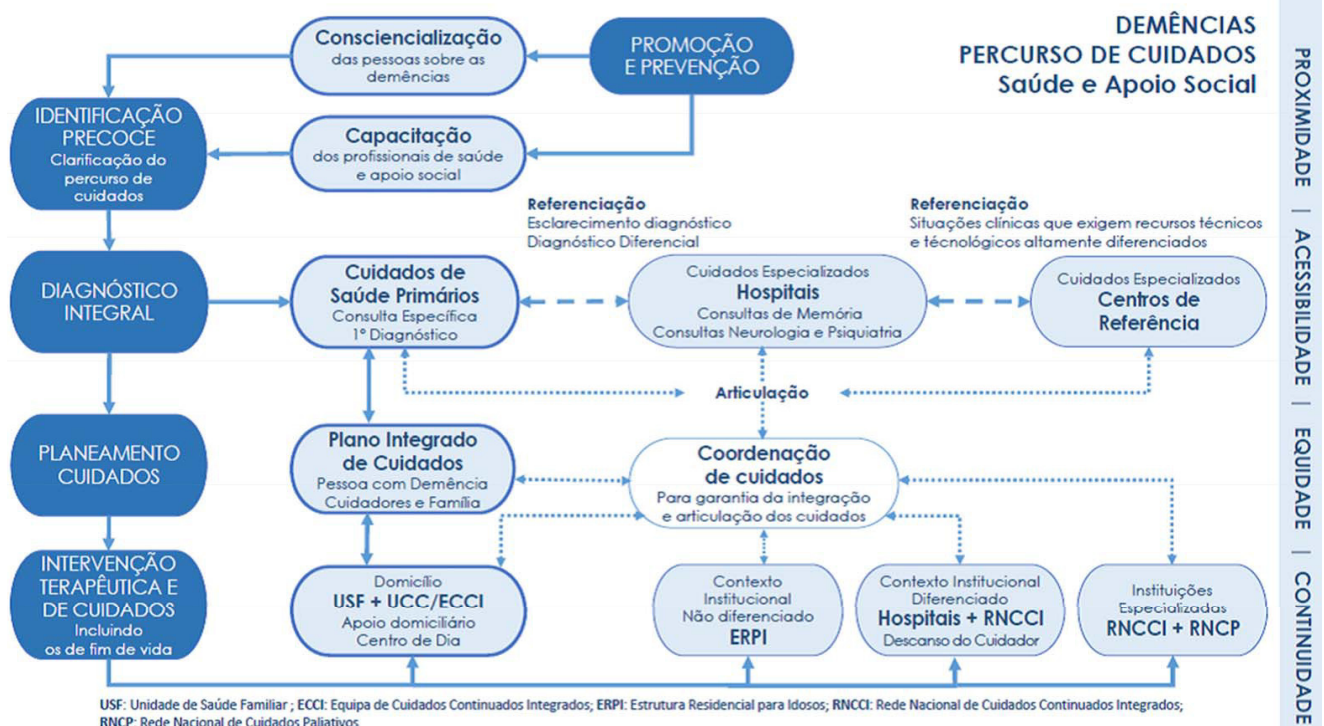 DEMÊNCIAS
PERCURSO DE CUIDADOS
Saúde e Apoio Social
PROMOÇÃO
E PREVENÇÃO
Consciencialização
das pessoas sobre as
demências
Capacitação
dos profissionais de saúde
e apoio social
IDENTIFICAÇÃO
PRECOCE
Clarificação do
percurso de
cuidados
Referenciação
Esclarecimento diagnóstico
Diagnóstico Diferencial
Referenciação
Situações clínicas que exigem recursos técnicos
e técnológicos altamente diferenciados
DIAGNÓSTICO
INTEGRAL
Cuidados de
Saúde Primários
Consulta Específica
1º Diagnóstico
Cuidados Especializados
Hospitais
Consultas de Memória
Consultas Neurologia e Psiquiatria
Cuidados Especializados
Centros de
Referência
Articulação
PLANEAMENTO
CUIDADOS
Plano Integrado
de Cuidados
Pessoa com Demência
Cuidadores e Família
Coordenação
de cuidados
Para garantia da integração
e articulação dos cuidados
INTERVENÇÃO
TERAPÊUTICA E
DE CUIDADOS
Incluindo
os de fim de vida
Domicílio
USF + UCC/ECCI
Apoio domiciliário
Centro de Dia
Contexto
Institucional
Não diferenciado
ERPI
Contexto Institucional
Diferenciado
Hospitais + RNCCI
Descanso do Cuidador
Instituições
Especializadas
RNCCI + RNCP
PROXIMIDADE | ACESSIBILIDADE | EQUIDADE | CONTINUIDADE
USF: Unidade de Saúde Familiar ; ECCI: Equipa de Cuidados Continuados Integrados; ERPI: Estrutura Residencial para Idosos; RNCCI: Rede Nacional de Cuidados Continuados Integrados;
RNCP: Rede Nacional de Cuidados Paliativos